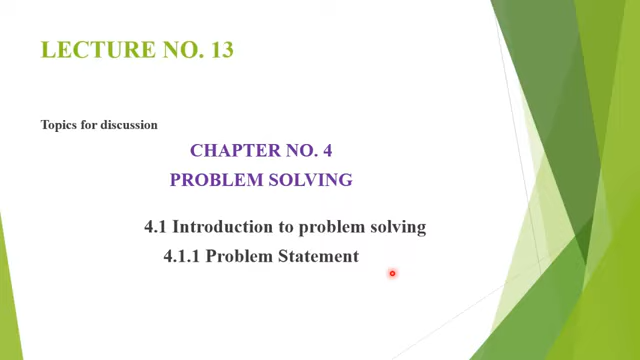 LECTURE NO. 13
Topics for discussion
CHAPTER NO. 4
PROBLEM SOLVING
4.1 Introduction to problem solving
4.1.1 Problem Statement